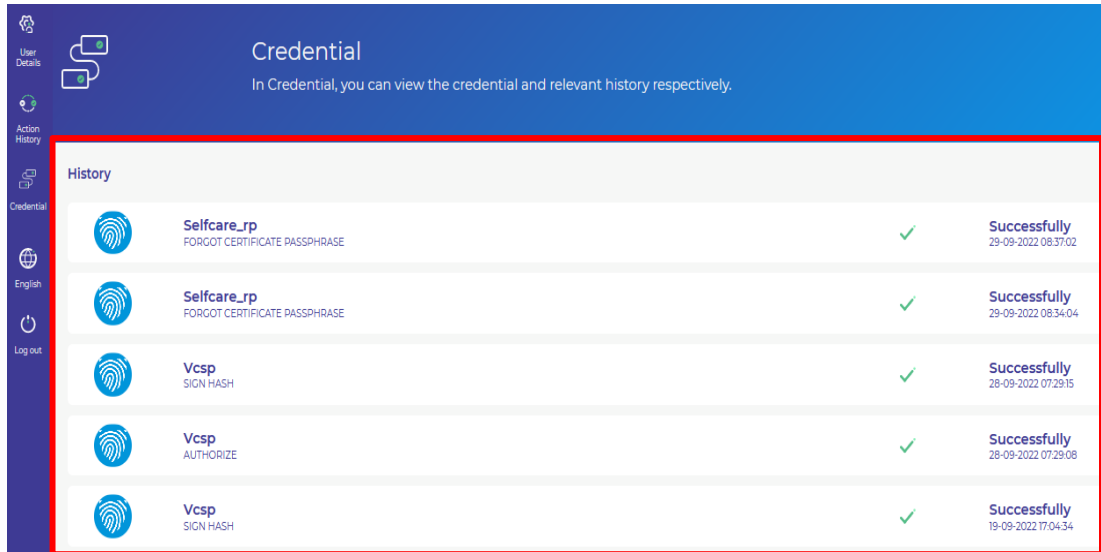 User
Details
Action
History
Credential
English
Log out
Credential
In Credential, you can view the credential and relevant history respectively.
History
Selfcare_rp
FORGOT CERTIFICATE PASSPHRASE
Successfully
29-09-2022 08:37:02
Selfcare_rp
FORGOT CERTIFICATE PASSPHRASE
Successfully
29-09-2022 08:34:04
Vcsp
SIGN HASH
Successfully
28-09-2022 07:29:15
Vcsp
AUTHORIZE
Successfully
28-09-2022 07:29:08
Vcsp
SIGN HASH
Successfully
19-09-2022 17:04:34